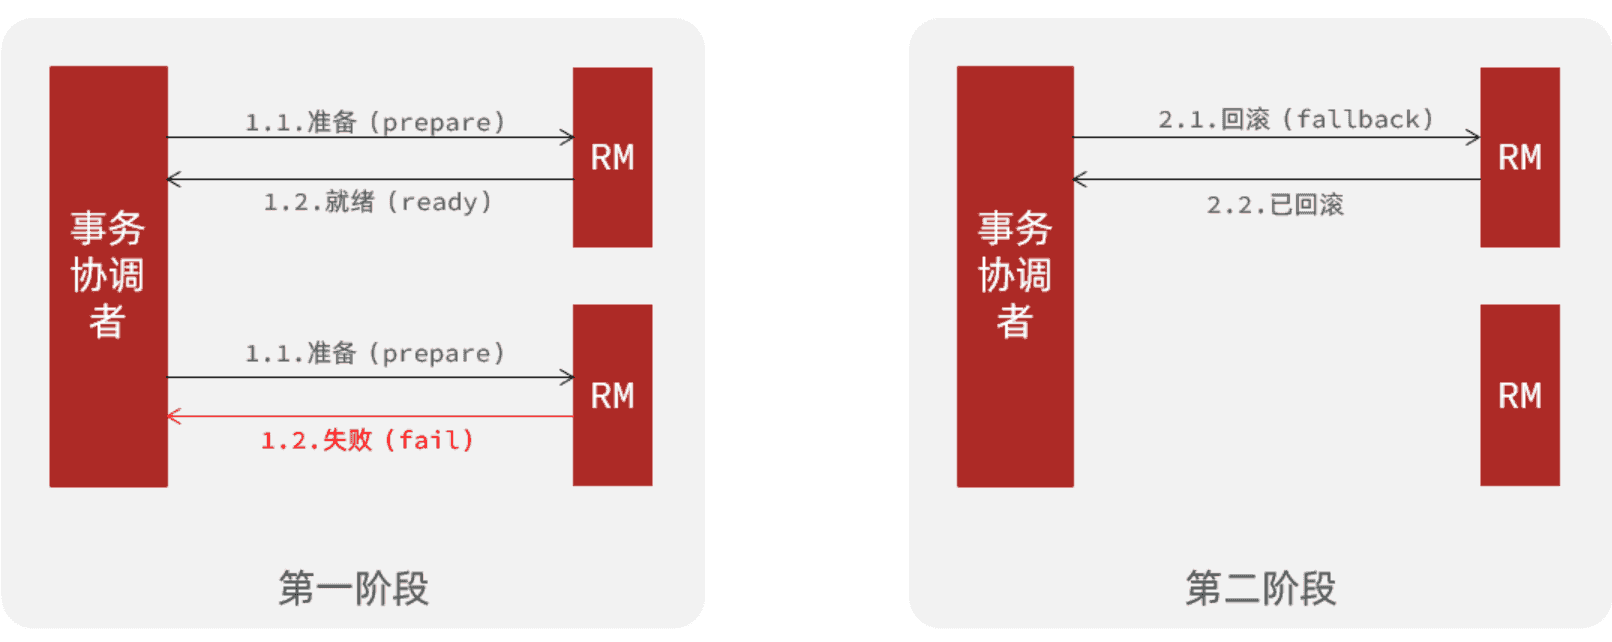 1.1.准备（prepare）
RM
1.2.就绪（ready）
事务
协调
者
1.1.准备（prepare）
RM
1.2.失败（fail）
第一阶段
2.1.回滚（fallback）
RM
2.2.已回滚
事务
协调
者
RM
第二阶段